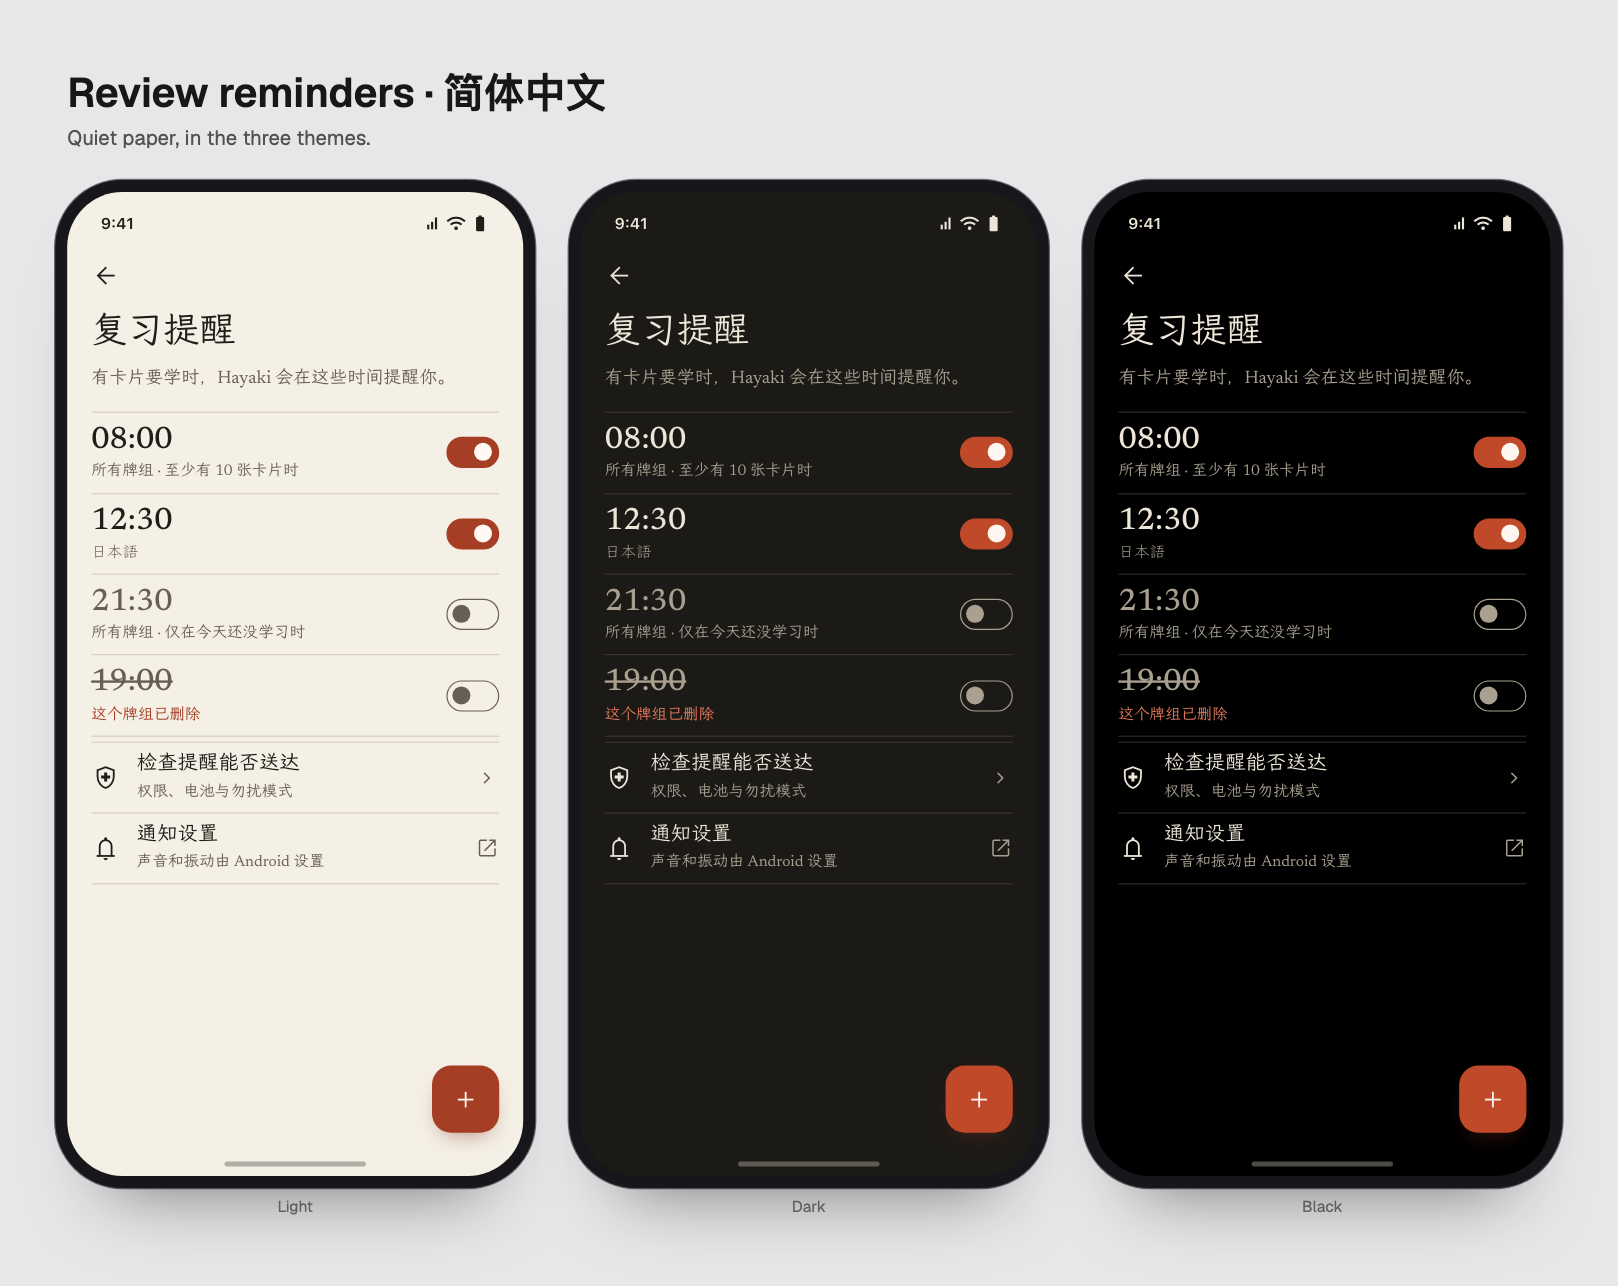 Review reminders · 简体中文
Quiet paper, in the three themes.
9:41
复习提醒
有卡片要学时，Hayaki 会在这些时间提醒你。
08:00
所有牌组 · 至少有 10 张卡片时
12:30
日本語
21:30
所有牌组 · 仅在今天还没学习时
19:00
这个牌组已删除
检查提醒能否送达
权限、电池与勿扰模式
通知设置
声音和振动由 Android 设置
Light
9:41
复习提醒
有卡片要学时，Hayaki 会在这些时间提醒你。
08:00
所有牌组 · 至少有 10 张卡片时
12:30
日本語
21:30
所有牌组 · 仅在今天还没学习时
19:00
这个牌组已删除
检查提醒能否送达
权限、电池与勿扰模式
通知设置
声音和振动由 Android 设置
Dark
9:41
复习提醒
有卡片要学时，Hayaki 会在这些时间提醒你。
08:00
所有牌组 · 至少有 10 张卡片时
12:30
日本語
21:30
所有牌组 · 仅在今天还没学习时
19:00
这个牌组已删除
检查提醒能否送达
权限、电池与勿扰模式
通知设置
声音和振动由 Android 设置
Black